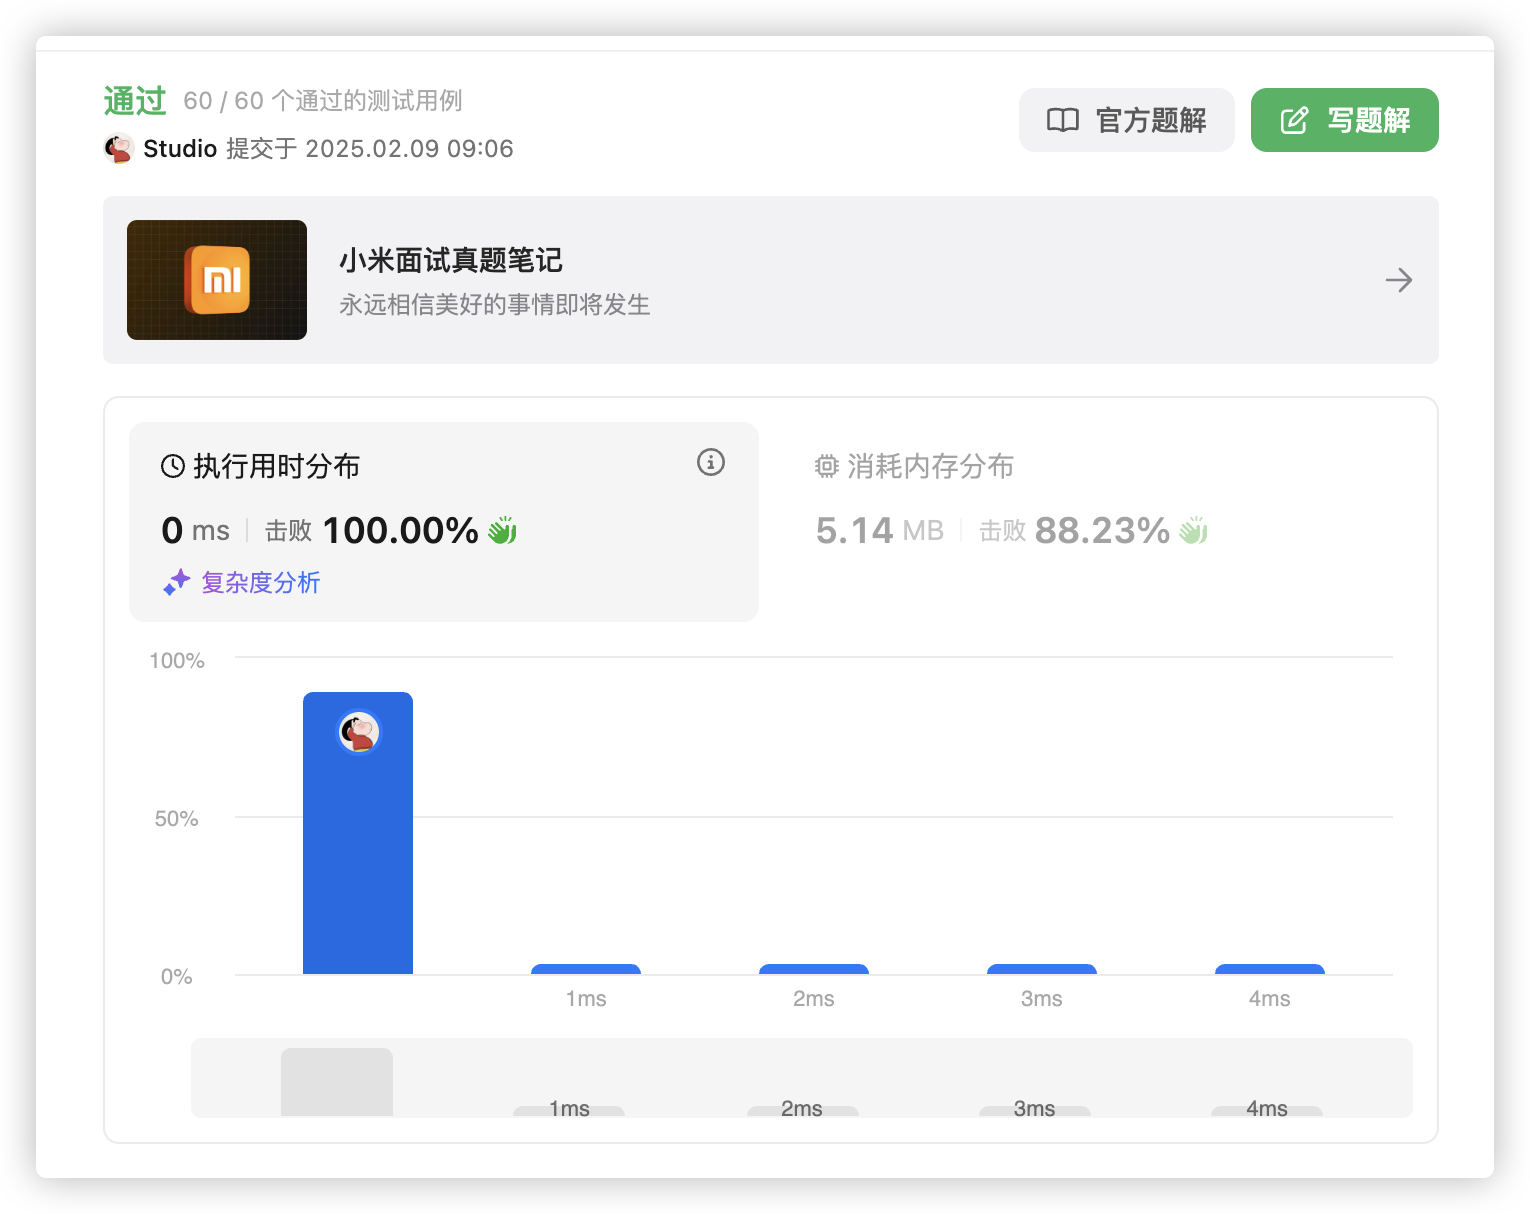 通过 60 / 60 个通过的测试用例
Studio 提交于 2025.02.09 09:06
官方题解
写题解
小米面试真题笔记
永远相信美好的事情即将发生
执行用时分布
0 ms 击败 100.00%
复杂度分析
消耗内存分布
5.14 MB 击败 88.23%
100%
50%
0%
1ms 2ms 3ms 4ms
1ms 2ms 3ms 4ms